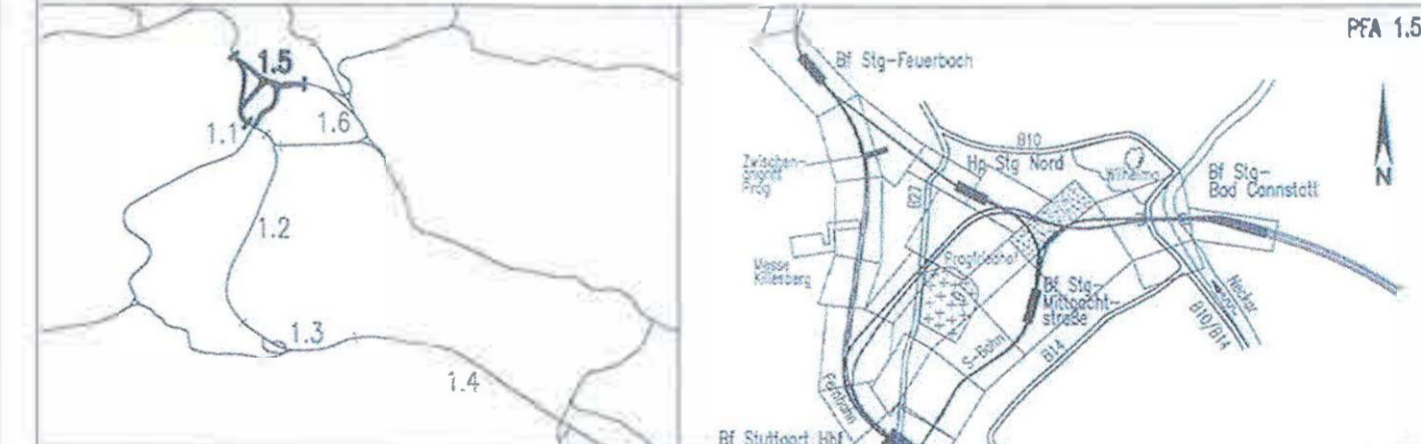 1.5
1.1
1.6
1.2
1.3
1.4
PFA 1.5
Bf Stg-Feuerbach
B10
Zwischen-
angriff
Prag
Hp Stg Nord
Wilhelma
Bf Stg-
Bad Cannstatt
N
B27
Messe
Killesberg
Pragfriedhof
Bf Stg-
Mittnacht-
straße
Neckar
B10/B14
S-Bahn
B14
Fernbahn
Bf Stuttgart Hbf